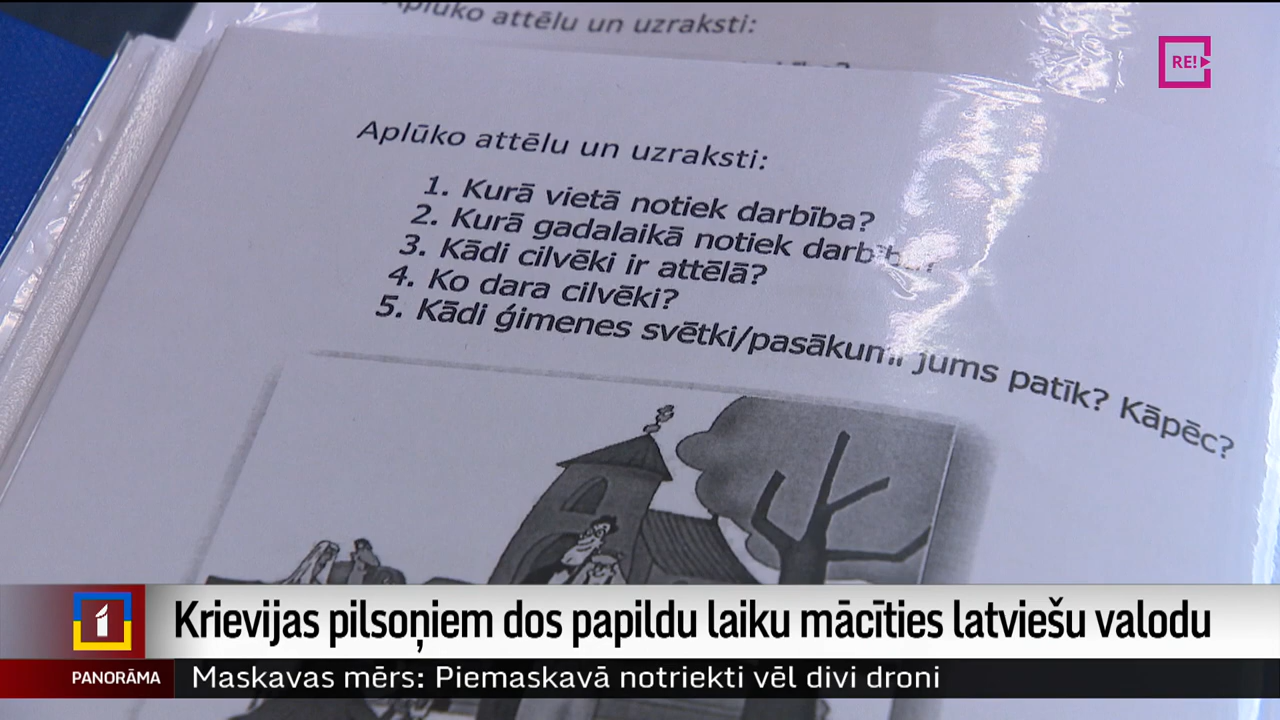 Aplūko attēlu un uzraksti:
RE!
Aplūko attēlu un uzraksti:
1. Kurā vietā notiek darbība?
2. Kurā gadalaikā notiek darbība?
3. Kādi cilvēki ir attēlā?
4. Ko dara cilvēki?
5. Kādi ģimenes svētki/pasākumi jums patīk? Kāpēc?
1
Krievijas pilsoņiem dos papildu laiku mācīties latviešu valodu
PANORĀMA
Maskavas mērs: Piemaskavā notriekti vēl divi droni